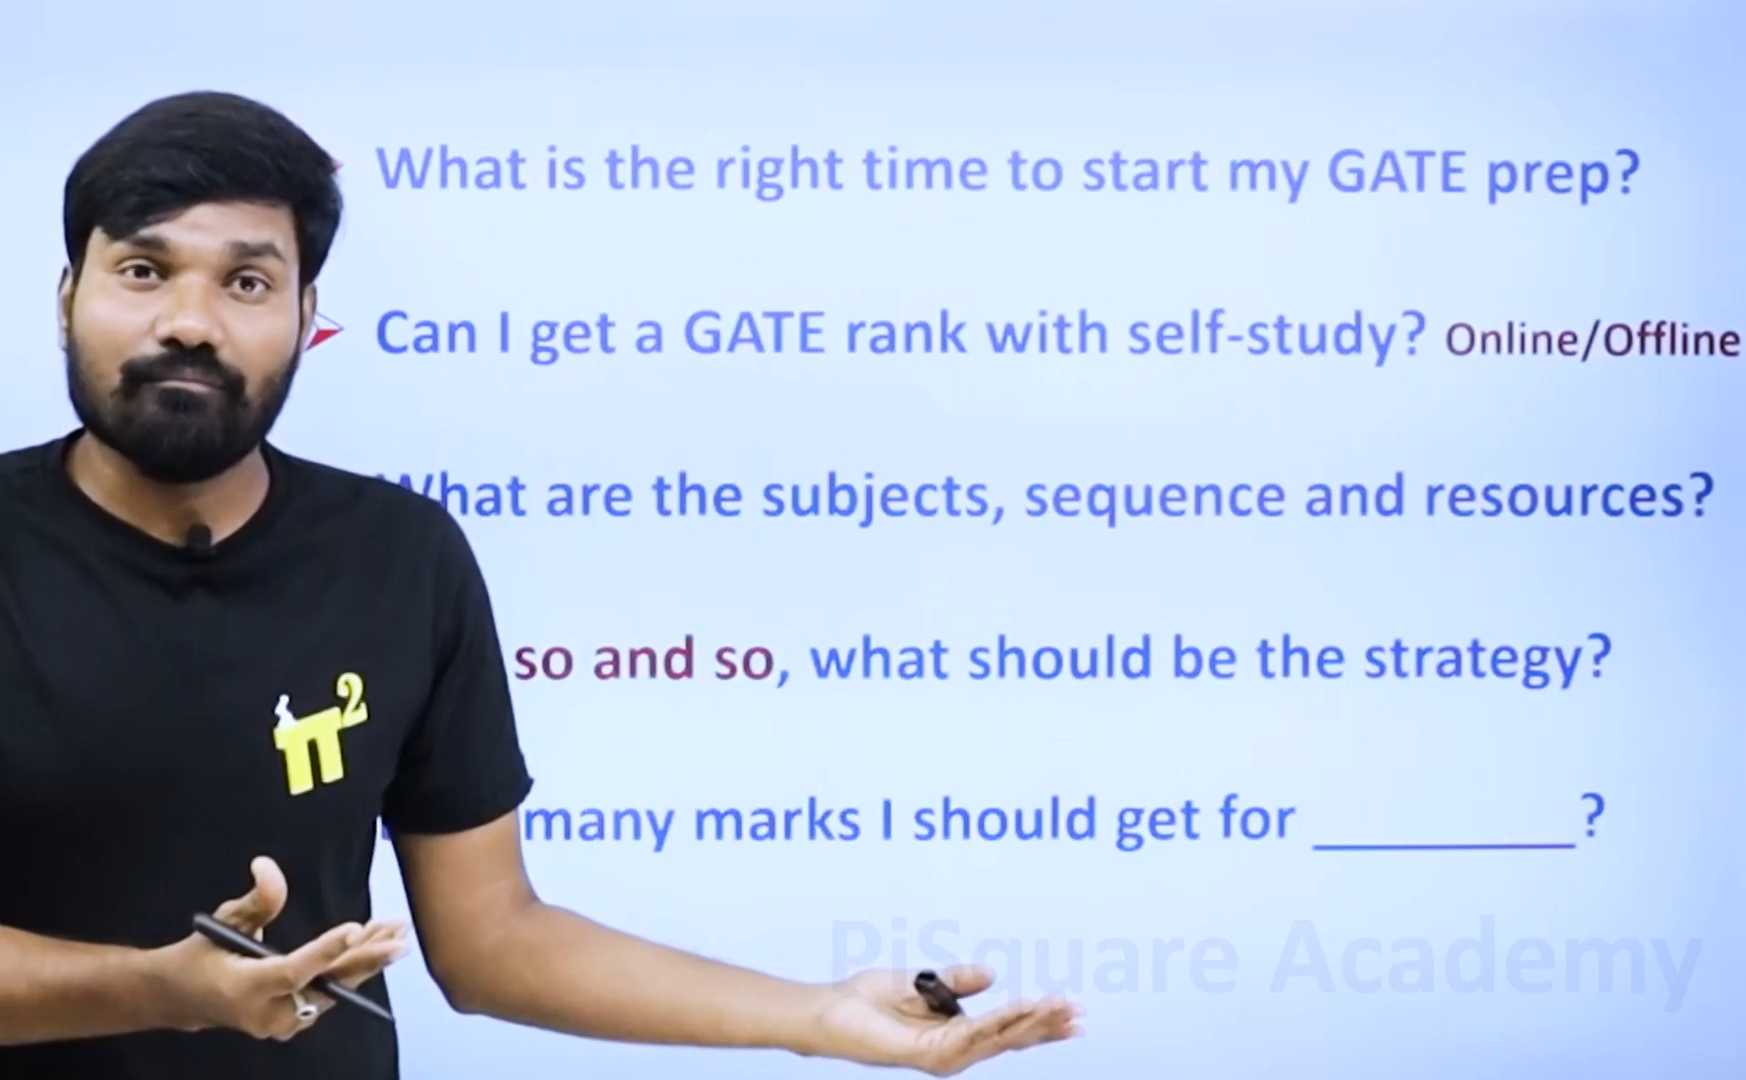 What is the right time to start my GATE prep?
Can I get a GATE rank with self-study? Online/Offline
What are the subjects, sequence and resources?
so and so, what should be the strategy?
many marks I should get for _________?
π²
PiSquare Academy